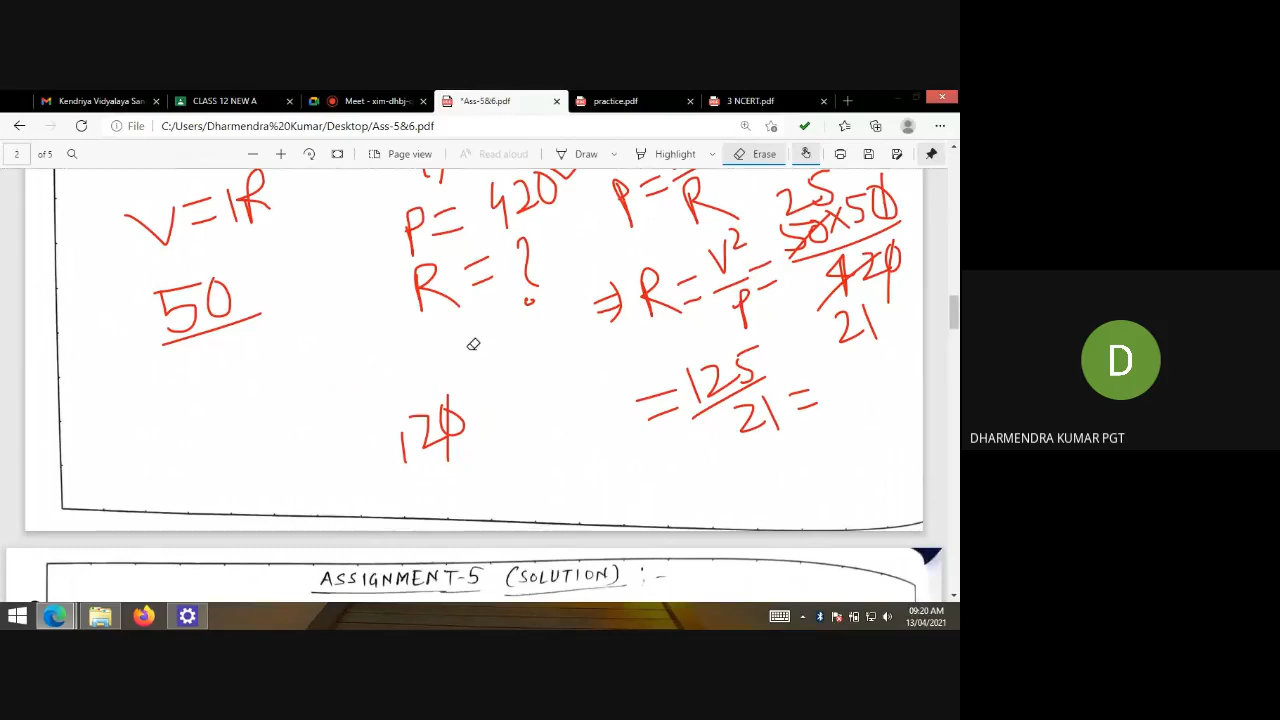 Kendriya Vidyalaya San
CLASS 12 NEW A
Meet - xim-dhbj-c
*Ass-5&6.pdf
practice.pdf
3 NCERT.pdf
File
C:/Users/Dharmendra%20Kumar/Desktop/Ass-5&6.pdf
2 of 5
Page view
Read aloud
Draw
Highlight
Erase
V = IR
50
P = 420
R = ?
120
P = R
⇒ R = V²/P = 50 x 50 / 420
25
21
= 125/21 =
ASSIGNMENT-5 (SOLUTION) :-
D
DHARMENDRA KUMAR PGT
09:20 AM
13/04/2021